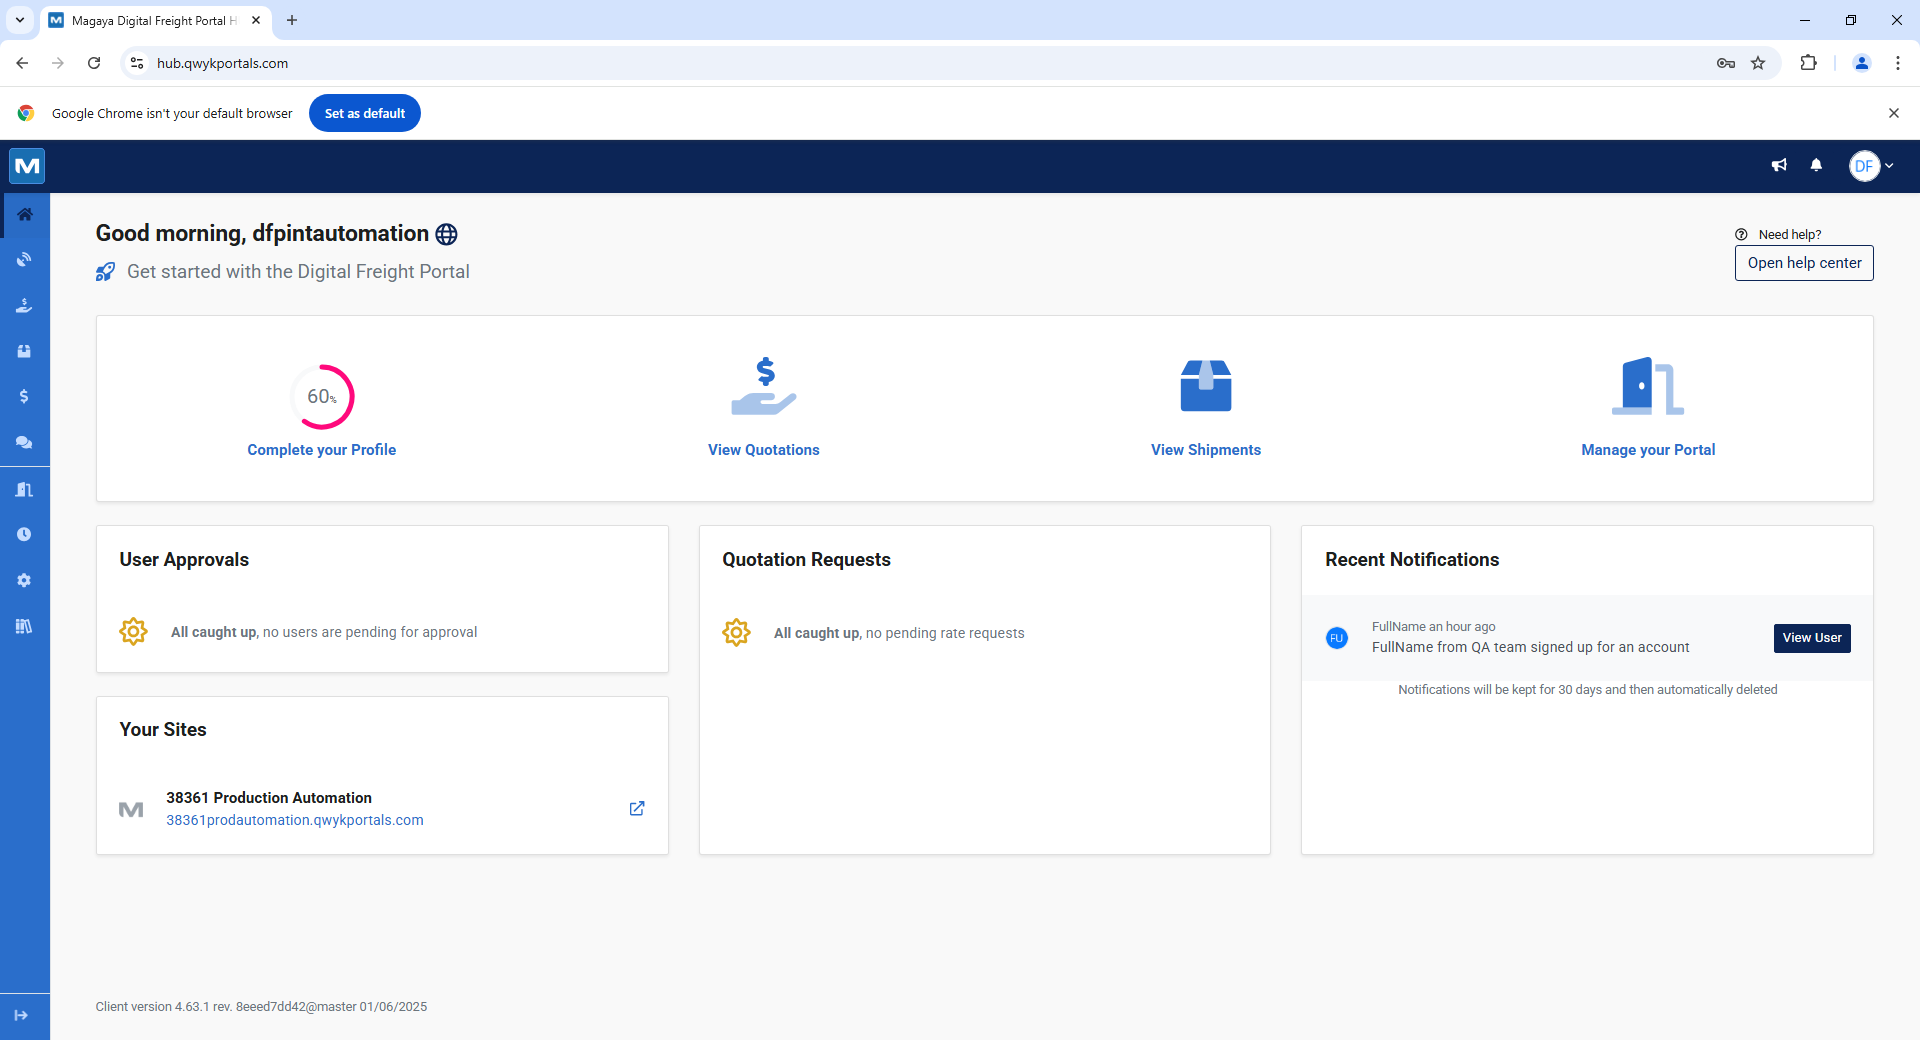 Magaya Digital Freight Portal H
hub.qwykportals.com
Google Chrome isn't your default browser
Set as default
M
DF
Good morning, dfpintautomation
Get started with the Digital Freight Portal
Need help?
Open help center
60%
Complete your Profile
View Quotations
View Shipments
Manage your Portal
User Approvals
All caught up, no users are pending for approval
Quotation Requests
All caught up, no pending rate requests
Recent Notifications
FU
FullName an hour ago
FullName from QA team signed up for an account
View User
Notifications will be kept for 30 days and then automatically deleted
Your Sites
M
38361 Production Automation
38361prodautomation.qwykportals.com
Client version 4.63.1 rev. 8eeed7dd42@master 01/06/2025